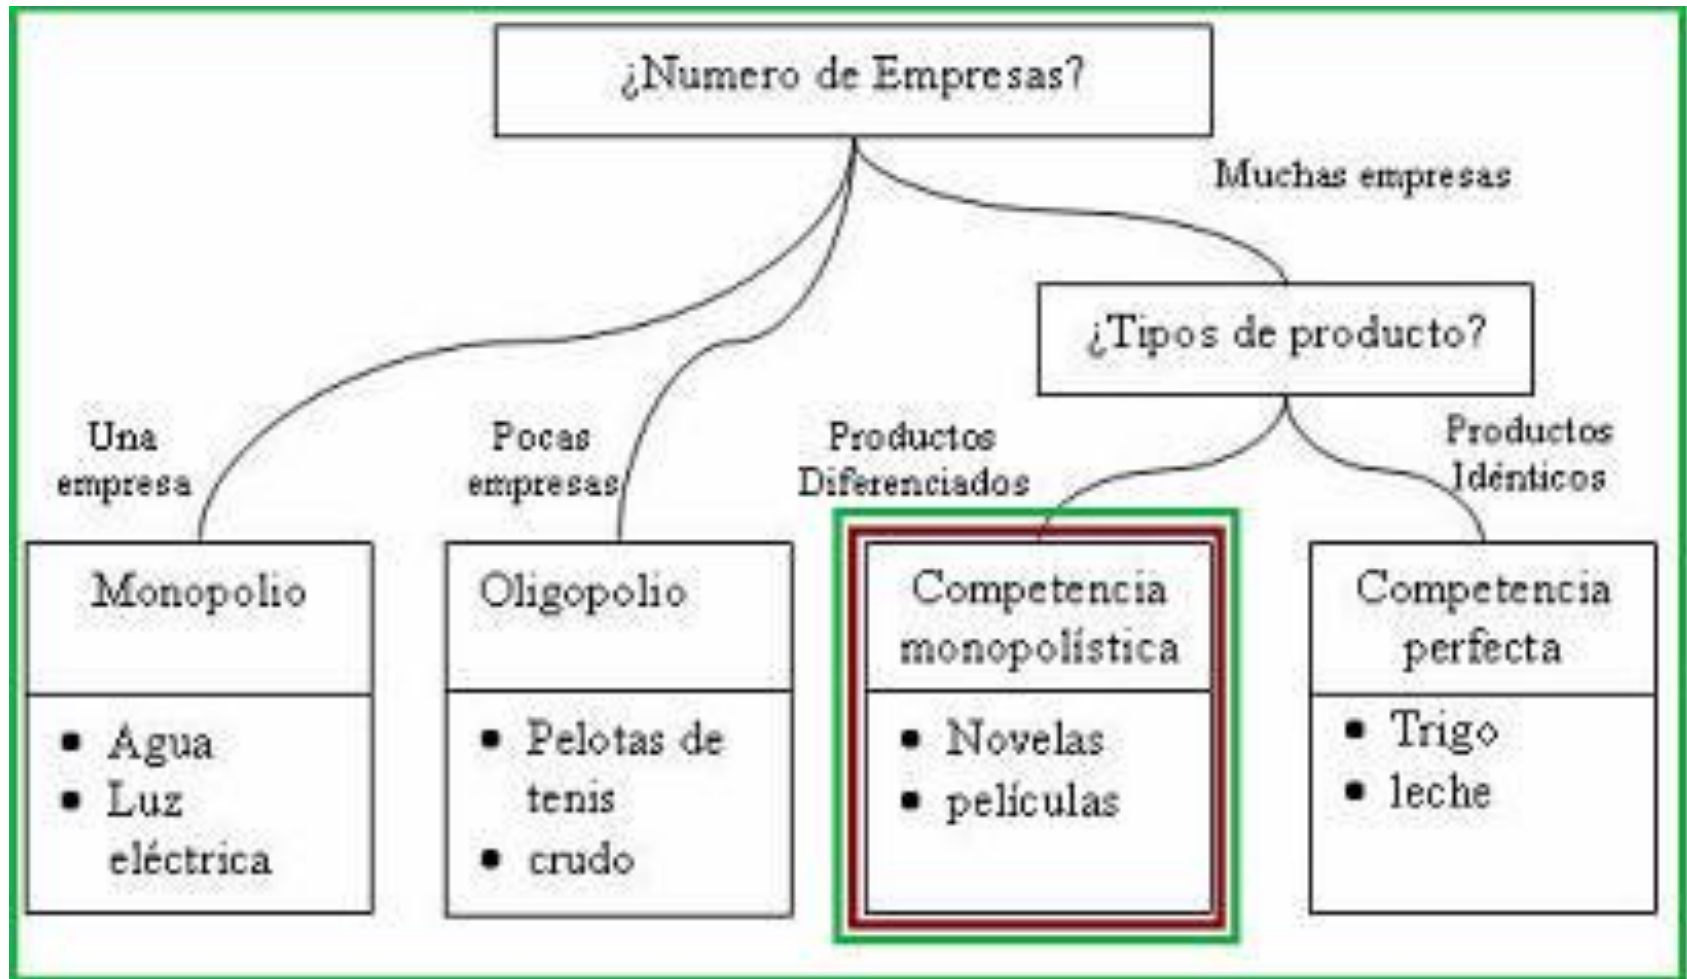 ¿Numero de Empresas?
Muchas empresas
¿Tipos de producto?
Una
empresa
Pocas
empresas
Productos
Diferenciados
Productos
Idénticos
Monopolio
• Agua
• Luz
eléctrica
Oligopolio
• Pelotas de
tenis
• crudo
Competencia
monopolística
• Novelas
• películas
Competencia
perfecta
• Trigo
• leche